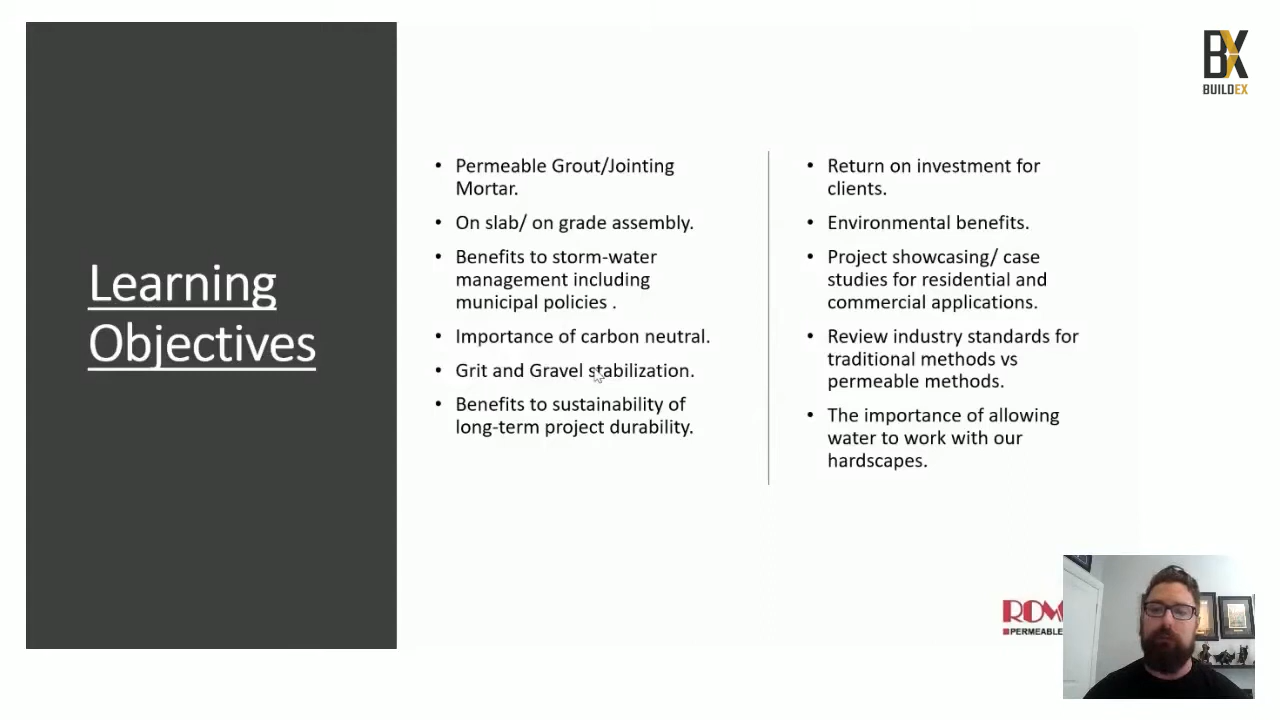 BX
BUILDEX
Learning
Objectives
• Permeable Grout/Jointing
Mortar.
• On slab/ on grade assembly.
• Benefits to storm-water
management including
municipal policies .
• Importance of carbon neutral.
• Grit and Gravel stabilization.
• Benefits to sustainability of
long-term project durability.
• Return on investment for
clients.
• Environmental benefits.
• Project showcasing/ case
studies for residential and
commercial applications.
• Review industry standards for
traditional methods vs
permeable methods.
• The importance of allowing
water to work with our
hardscapes.
ROM
PERMEABLE